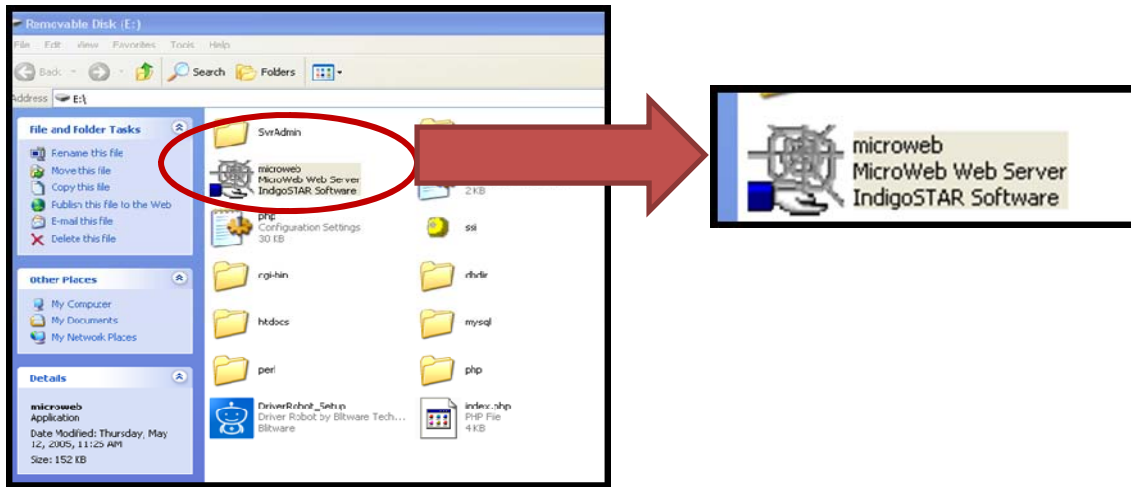 Removable Disk (E:)
File Edit View Favorites Tools Help
Back Search Folders
Address E:\
File and Folder Tasks
Rename this file
Move this file
Copy this file
Publish this file to the Web
E-mail this file
Delete this file
Other Places
My Computer
My Documents
My Network Places
Details
microweb
Application
Date Modified: Thursday, May
12, 2005, 11:25 AM
Size: 152 KB
SvrAdmin
microweb
MicroWeb Web Server
IndigoSTAR Software
2 KB
php
Configuration Settings
30 KB
ssi
cgi-bin
dbdir
htdocs
mysql
perl
php
DriverRobot_Setup
Driver Robot by Blitware Tech...
Blitware
index.php
PHP File
4 KB
microweb
MicroWeb Web Server
IndigoSTAR Software